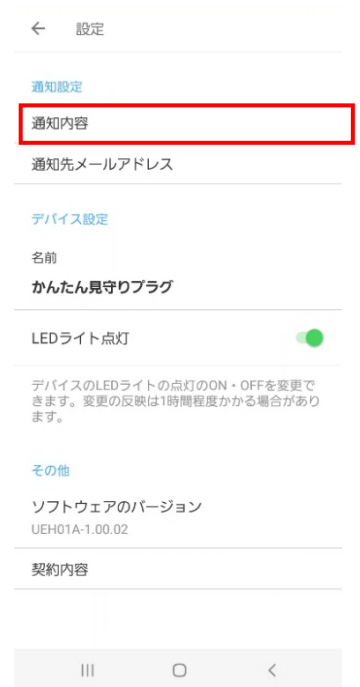 設定
通知設定
通知内容
通知先メールアドレス
デバイス設定
名前
かんたん見守りプラグ
LEDライト点灯
デバイスのLEDライトの点灯のON・OFFを変更で
きます。変更の反映は1時間程度かかる場合があり
ます。
その他
ソフトウェアのバージョン
UEH01A-1.00.02
契約内容